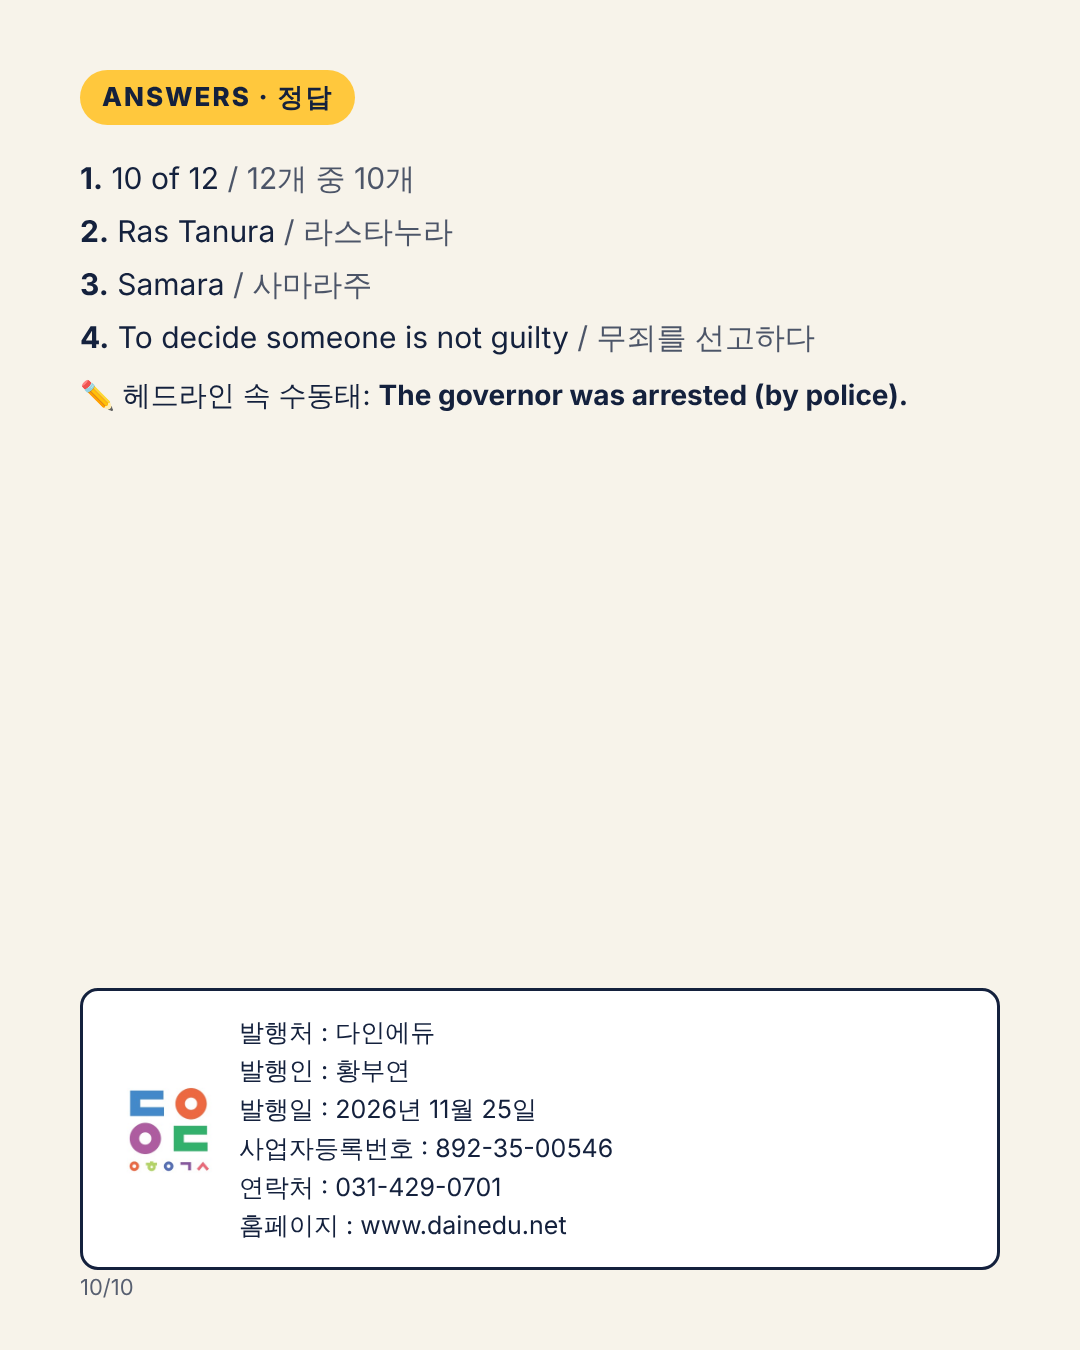 ANSWERS · 정답
1. 10 of 12 / 12개 중 10개
2. Ras Tanura / 라스타누라
3. Samara / 사마라주
4. To decide someone is not guilty / 무죄를 선고하다
✏️ 헤드라인 속 수동태: The governor was arrested (by police).
발행처 : 다인에듀
발행인 : 황부연
발행일 : 2026년 11월 25일
사업자등록번호 : 892-35-00546
연락처 : 031-429-0701
홈페이지 : www.dainedu.net
10/10